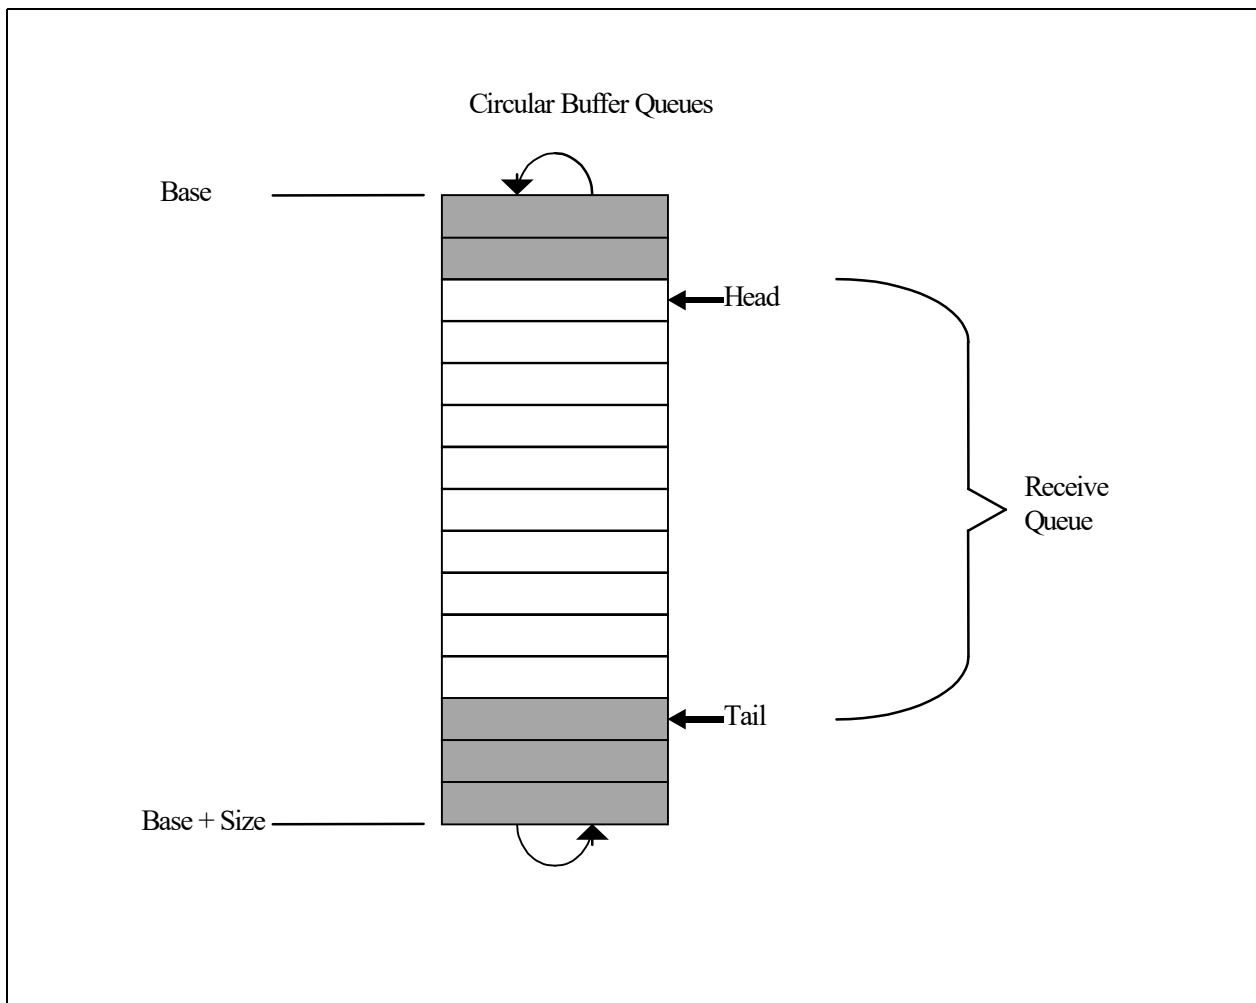 Circular Buffer Queues
Base
Head
Receive
Queue
Tail
Base + Size